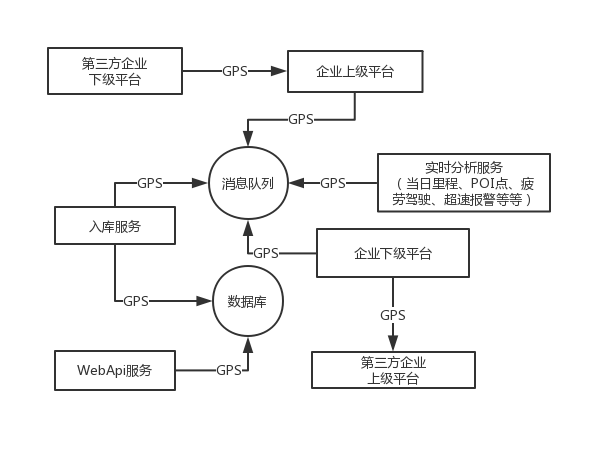 第三方企业
下级平台
GPS
企业上级平台
GPS
消息队列
GPS
GPS
实时分析服务
（当日里程、POI点、疲
劳驾驶、超速报警等等）
入库服务
GPS
企业下级平台
GPS
数据库
GPS
WebApi服务
GPS
第三方企业
上级平台